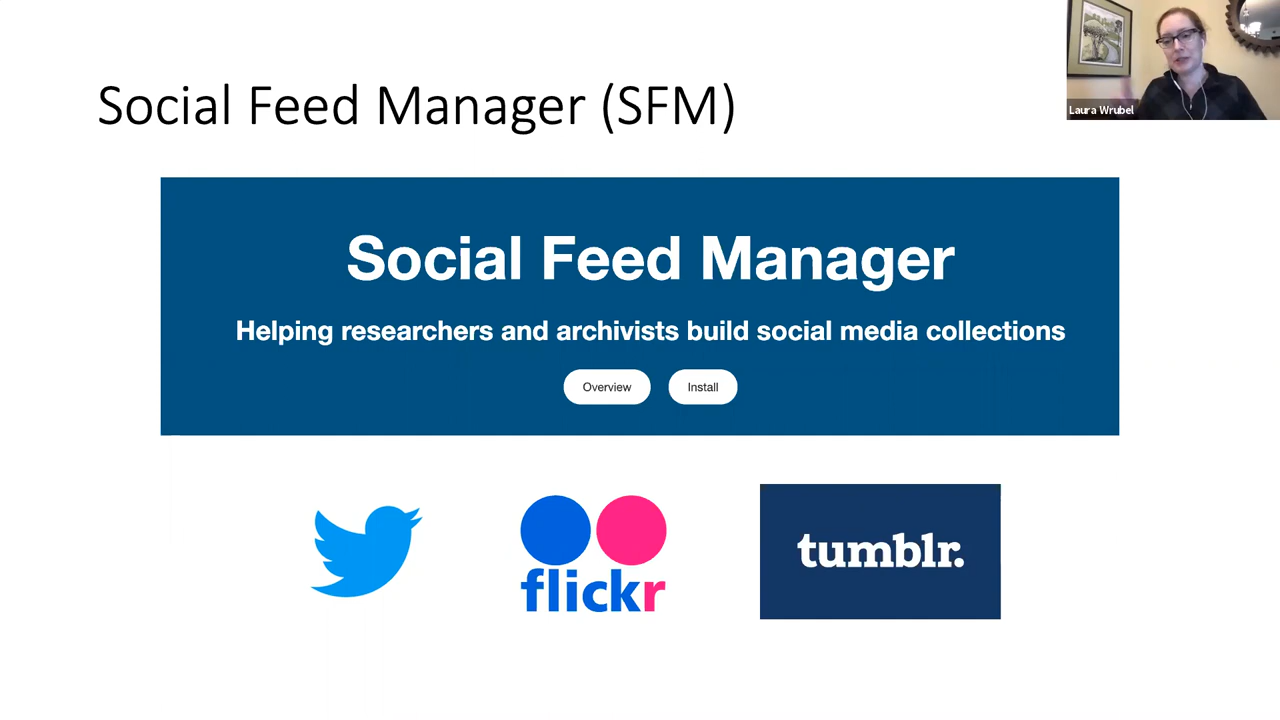 Social Feed Manager (SFM)
Laura Wrubel
Social Feed Manager
Helping researchers and archivists build social media collections
Overview
Install
flickr
tumblr.